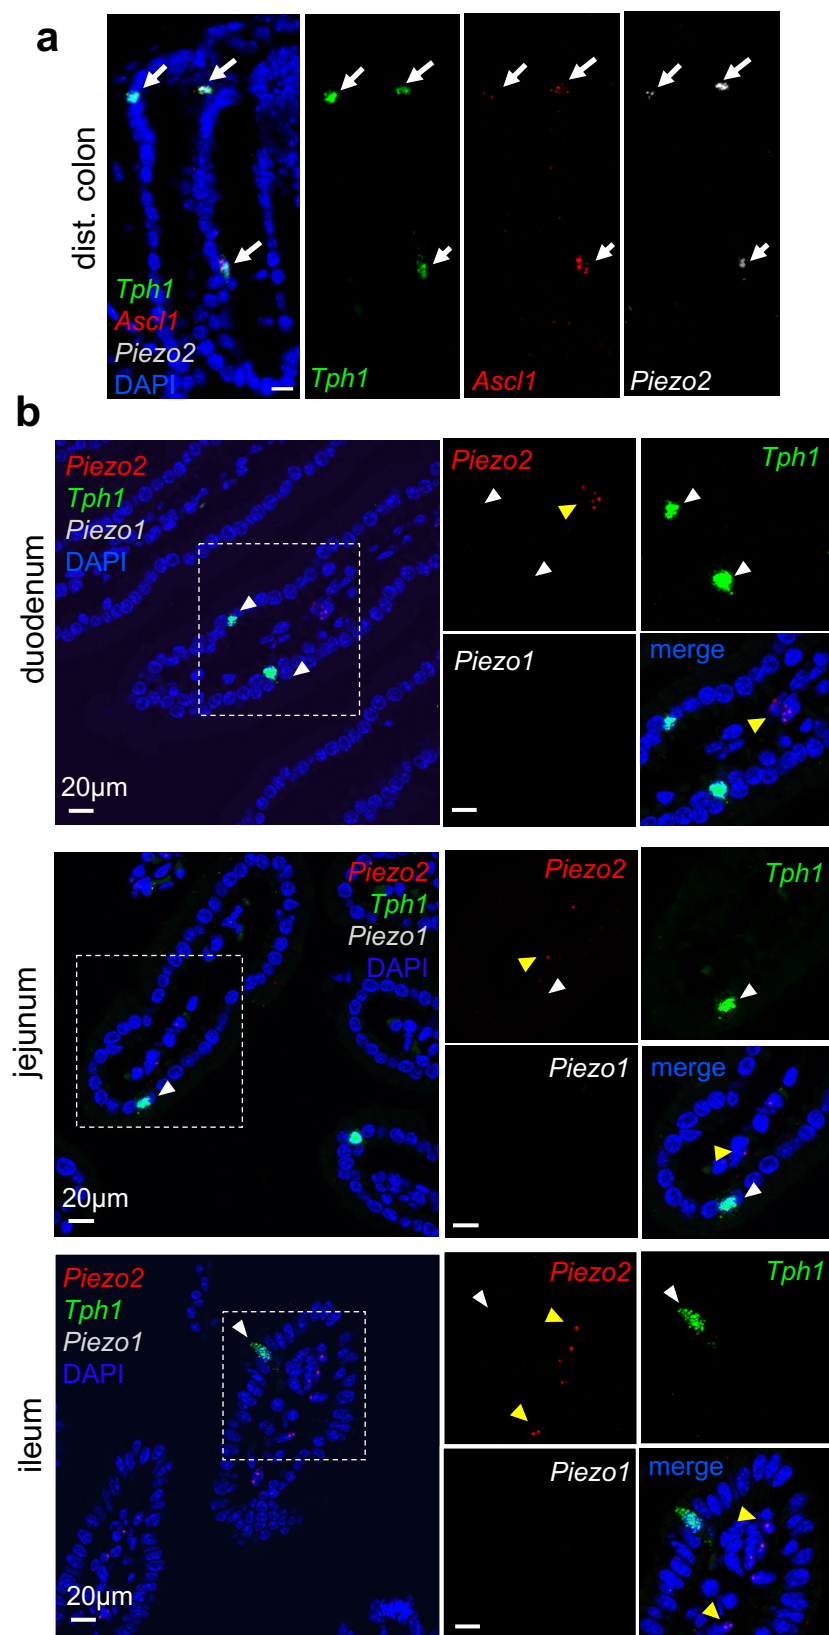 a
dist. colon
Tph1
Ascl1
Piezo2
DAPI
Tph1
Ascl1
Piezo2
b
duodenum
Piezo2
Tph1
Piezo1
DAPI
20µm
Piezo2
Tph1
Piezo1
merge
jejunum
Piezo2
Tph1
Piezo1
DAPI
20µm
Piezo2
Tph1
Piezo1
merge
ileum
Piezo2
Tph1
Piezo1
DAPI
20µm
Piezo2
Tph1
Piezo1
merge